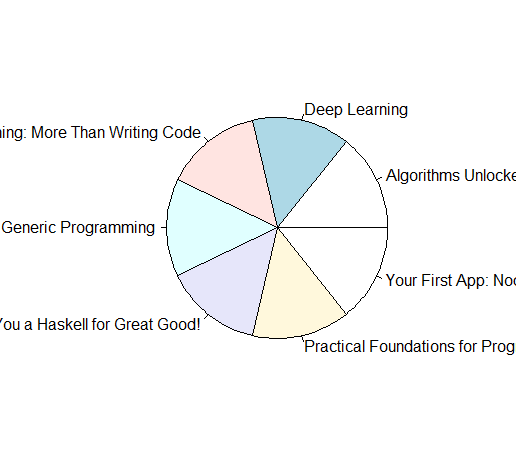 Deep Learning
ning: More Than Writing Code
Algorithms Unlocke
Generic Programming
Your First App: Noc
You a Haskell for Great Good!
Practical Foundations for Prog